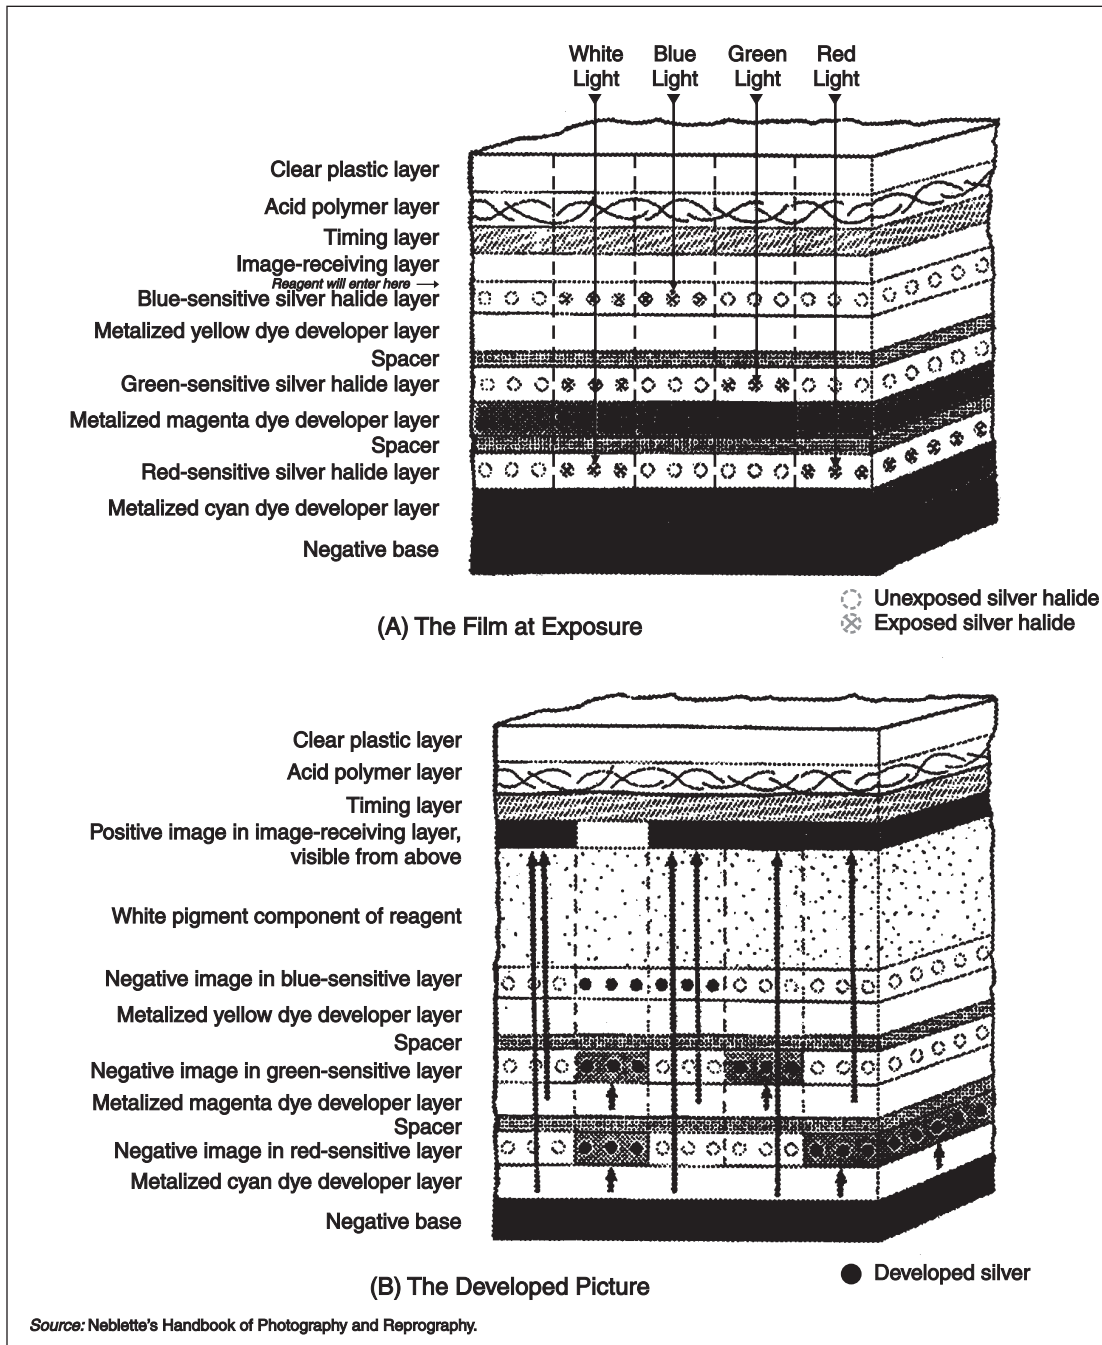 White Light
Blue Light
Green Light
Red Light
Clear plastic layer
Acid polymer layer
Timing layer
Image-receiving layer
Reagent will enter here →
Blue-sensitive silver halide layer
Metalized yellow dye developer layer
Spacer
Green-sensitive silver halide layer
Metalized magenta dye developer layer
Spacer
Red-sensitive silver halide layer
Metalized cyan dye developer layer
Negative base
Unexposed silver halide
Exposed silver halide
(A) The Film at Exposure
Clear plastic layer
Acid polymer layer
Timing layer
Positive image in image-receiving layer,
visible from above
White pigment component of reagent
Negative image in blue-sensitive layer
Metalized yellow dye developer layer
Spacer
Negative image in green-sensitive layer
Metalized magenta dye developer layer
Spacer
Negative image in red-sensitive layer
Metalized cyan dye developer layer
Negative base
Developed silver
(B) The Developed Picture
Source: Neblette's Handbook of Photography and Reprography.